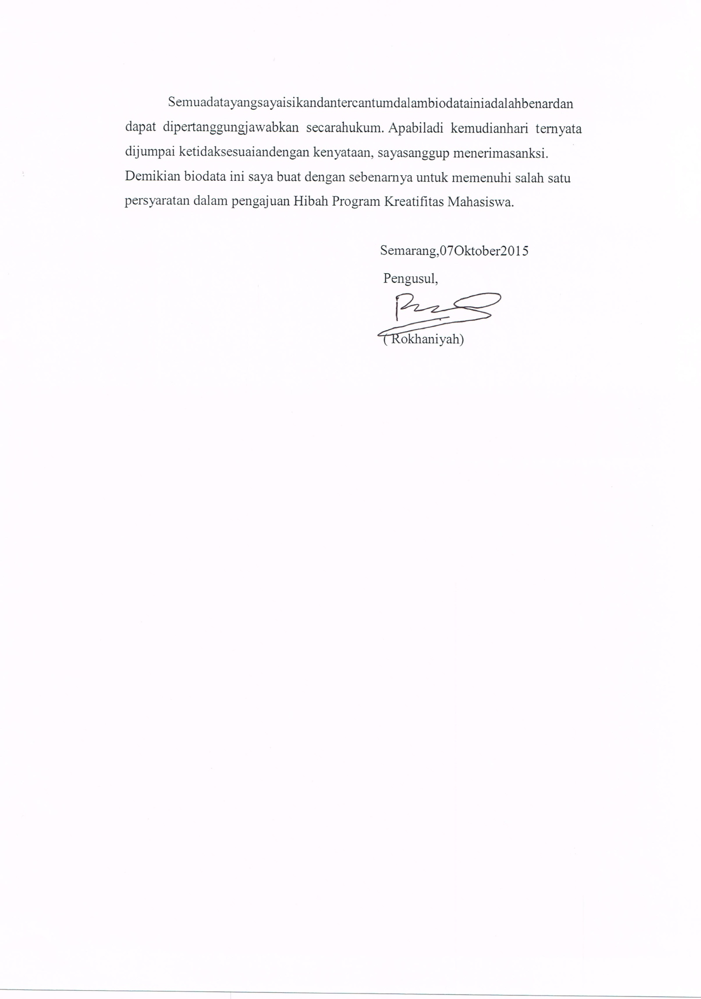 Semuadatayangsayaisikandantercantumdalambiodatainiadalahbenardan
dapat dipertanggungjawabkan secarahukum. Apabiladi kemudianhari ternyata
dijumpai ketidaksesuaiandengan kenyataan, sayasanggup menerimasanksi.
Demikian biodata ini saya buat dengan sebenarnya untuk memenuhi salah satu
persyaratan dalam pengajuan Hibah Program Kreatifitas Mahasiswa.
Semarang,07Oktober2015
Pengusul,
( Rokhaniyah)